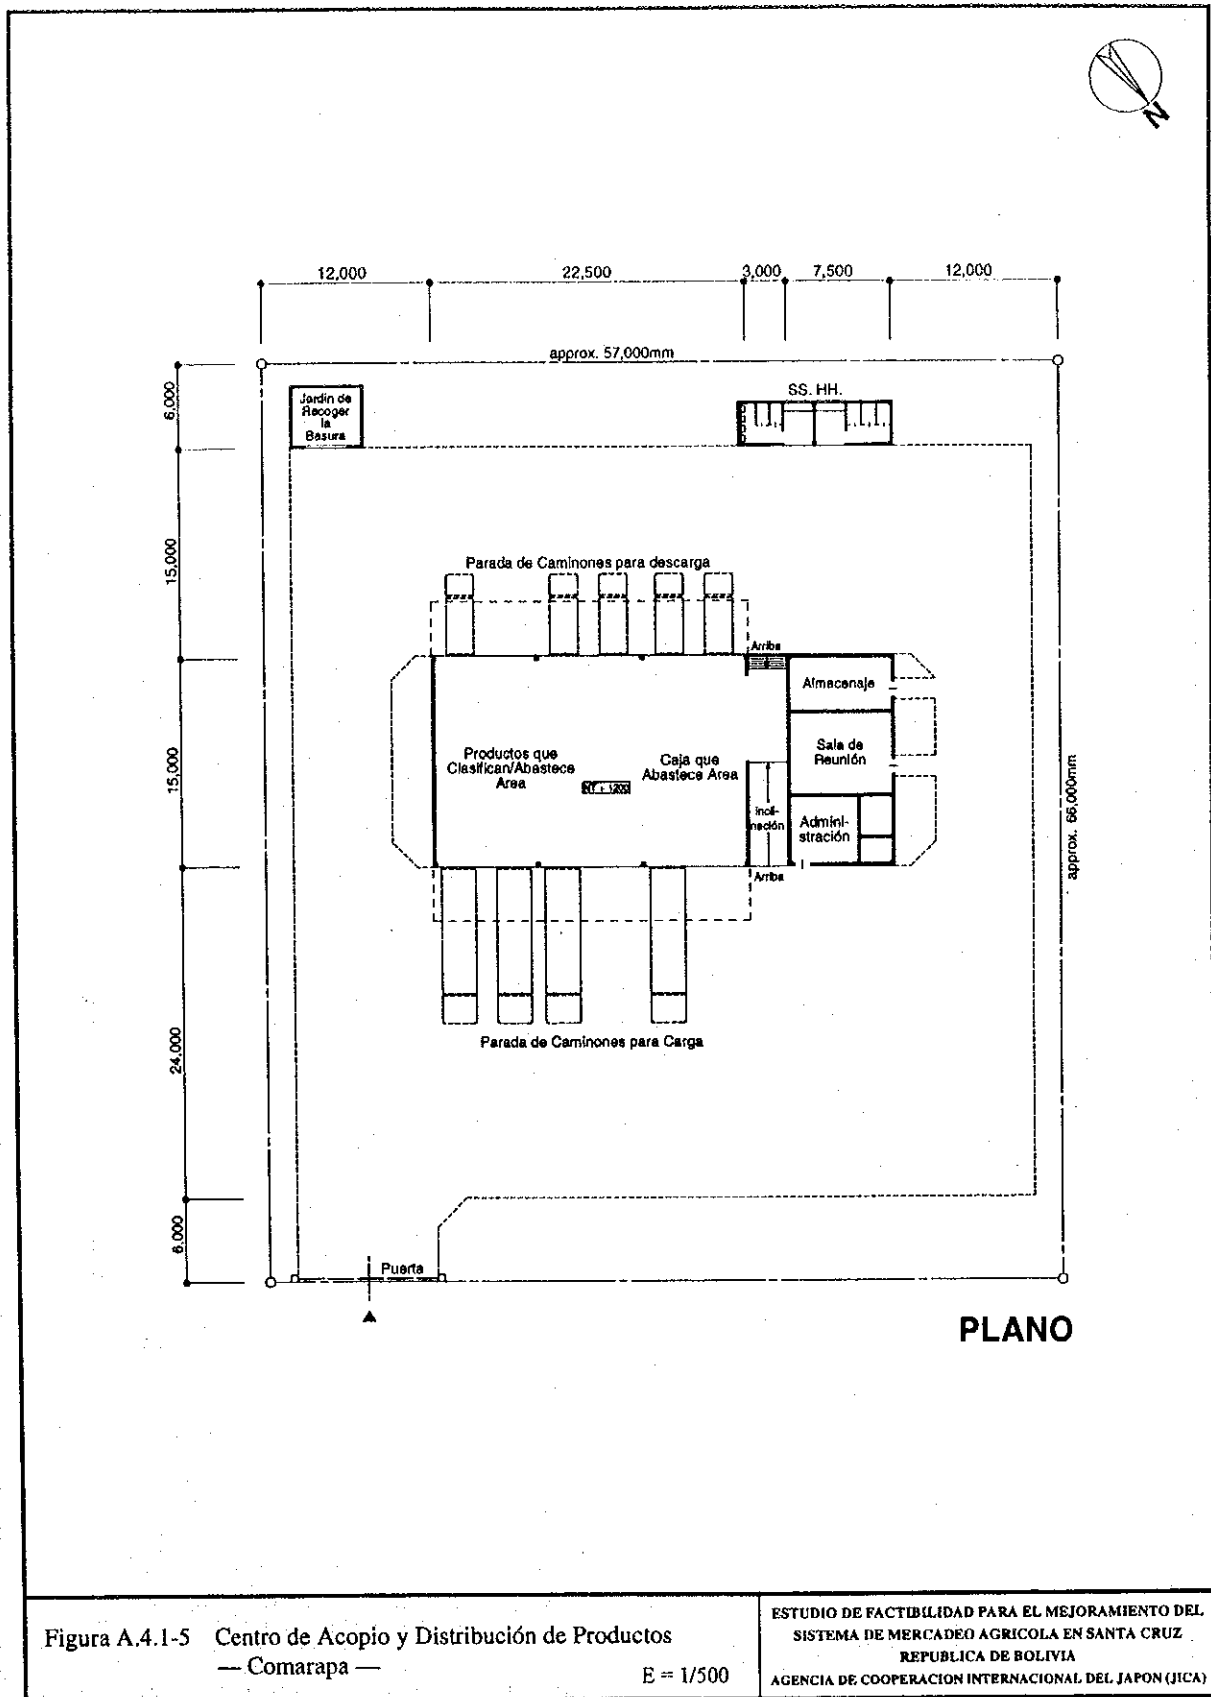 N
12,000
22,500
3,000
7,500
12,000
approx. 57,000mm
6,000
15,000
15,000
24,000
6,000
approx. 66,000mm
Jardin de
Recoger
la
Basura
SS. HH.
Parada de Caminones para descarga
Arriba
Almacenaje
Sala de
Reunión
Productos que
Clasifican/Abastece
Area
Caja que
Abastece Area
Incli-
nación
Admini-
stración
Arriba
Parada de Caminones para Carga
Puerta
PLANO
Figura A.4.1-5 Centro de Acopio y Distribución de Productos
— Comarapa —
E = 1/500
ESTUDIO DE FACTIBILIDAD PARA EL MEJORAMIENTO DEL
SISTEMA DE MERCADEO AGRICOLA EN SANTA CRUZ
REPUBLICA DE BOLIVIA
AGENCIA DE COOPERACION INTERNACIONAL DEL JAPON (JICA)